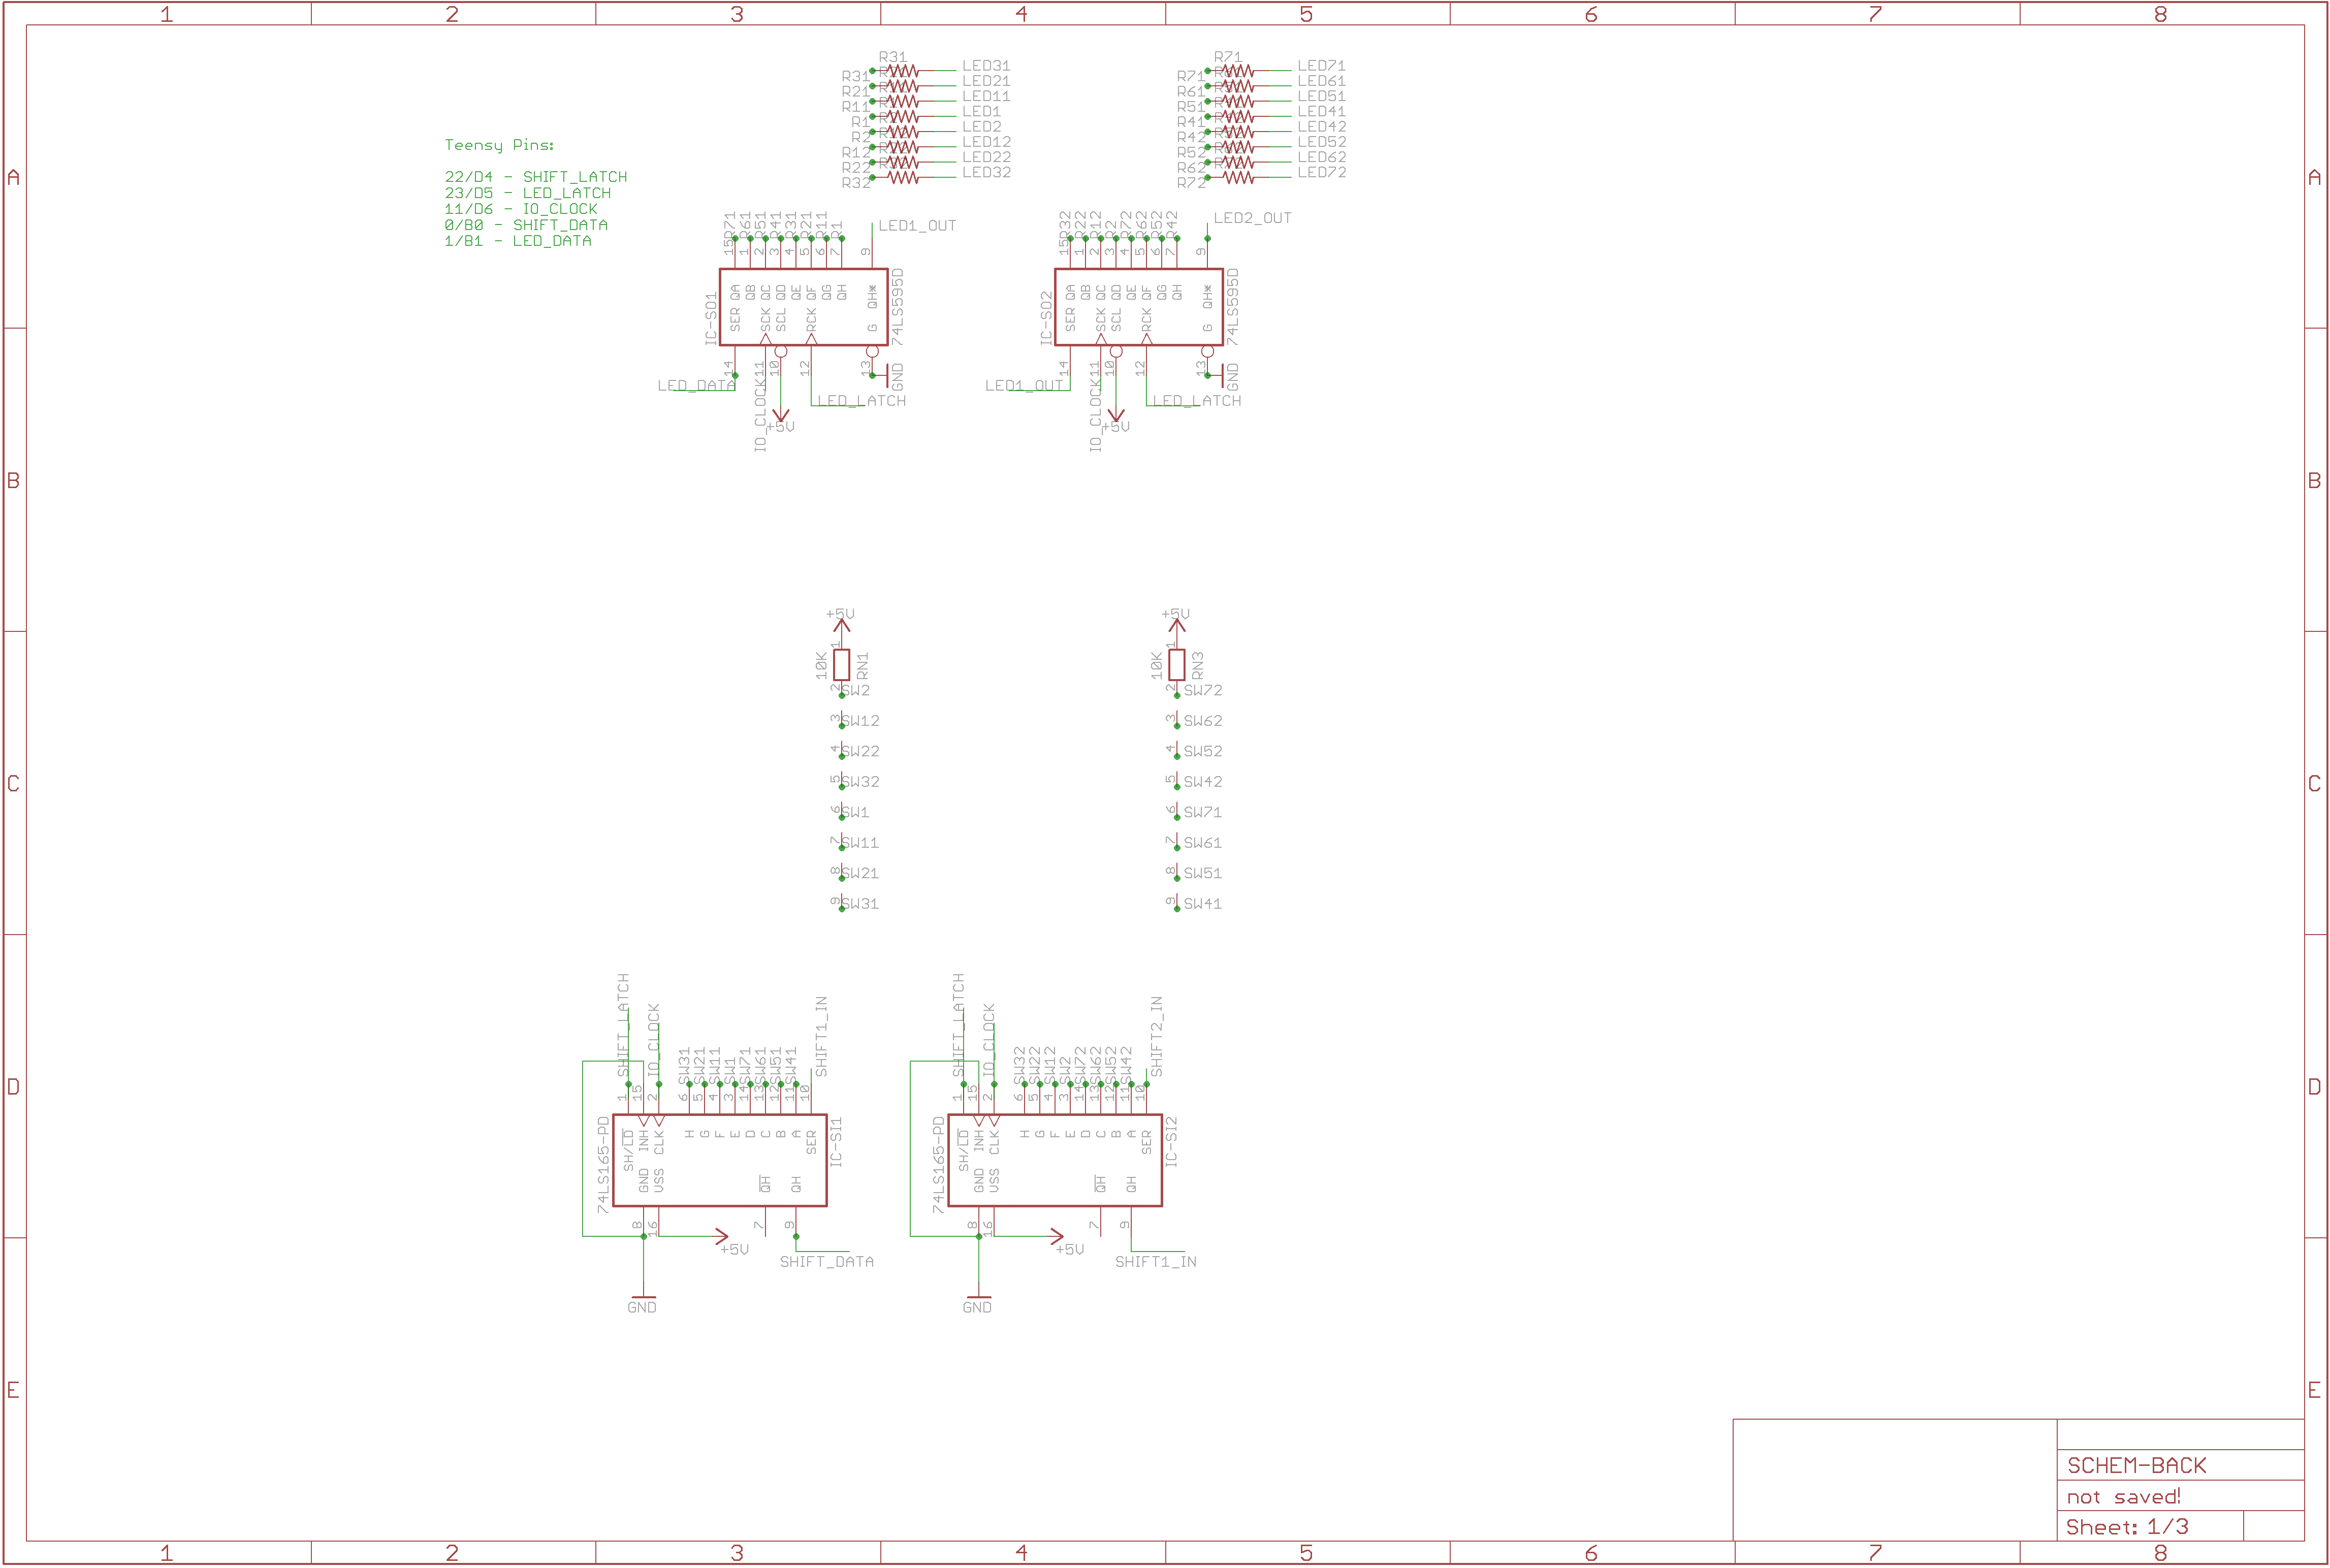 1 2 3 4 5 6 7 8
A A
B B
C C
D D
E E
1 2 3 4 5 6 7 8
Teensy Pins:
22/D4 - SHIFT_LATCH
23/D5 - LED_LATCH
11/D6 - IO_CLOCK
0/B0 - SHIFT_DATA
1/B1 - LED_DATA
R31
R31 LED31
R21 LED21
R11 LED11
R1 LED1
R2 LED2
R12 LED12
R22 LED22
R32 LED32
R71
R71 LED71
R61 LED61
R51 LED51
R41 LED41
R42 LED42
R52 LED52
R62 LED62
R72 LED72
R71 R61 R51 R41 R31 R21 R11 R1 LED1_OUT
15 1 2 3 4 5 6 7 9
QA QB QC QD QE QF QG QH QH*
SER SCK SCL RCK G
IC-SO1
74LS595D
14 11 10 12 13
LED_DATA
IO_CLOCK
+5V
LED_LATCH
GND
R32 R22 R12 R2 R72 R62 R52 R42 LED2_OUT
15 1 2 3 4 5 6 7 9
QA QB QC QD QE QF QG QH QH*
SER SCK SCL RCK G
IC-SO2
74LS595D
14 11 10 12 13
LED1_OUT
IO_CLOCK
+5V
LED_LATCH
GND
+5V
1
10K RN1
2 SW2
3 SW12
4 SW22
5 SW32
6 SW1
7 SW11
8 SW21
9 SW31
+5V
1
10K RN3
2 SW72
3 SW62
4 SW52
5 SW42
6 SW71
7 SW61
8 SW51
9 SW41
SHIFT_LATCH IO_CLOCK SW31 SW21 SW11 SW1 SW71 SW61 SW51 SW41 SHIFT1_IN
1 15 2 6 5 4 3 14 13 12 11 10
SH/LD INH CLK H G F E D C B A SER
GND VSS QH QH
74LS165-PD
IC-SI1
8 16 7 9
+5V
SHIFT_DATA
GND
SHIFT_LATCH IO_CLOCK SW32 SW22 SW12 SW2 SW72 SW62 SW52 SW42 SHIFT2_IN
1 15 2 6 5 4 3 14 13 12 11 10
SH/LD INH CLK H G F E D C B A SER
GND VSS QH QH
74LS165-PD
IC-SI2
8 16 7 9
+5V
SHIFT1_IN
GND
SCHEM-BACK
not saved!
Sheet: 1/3